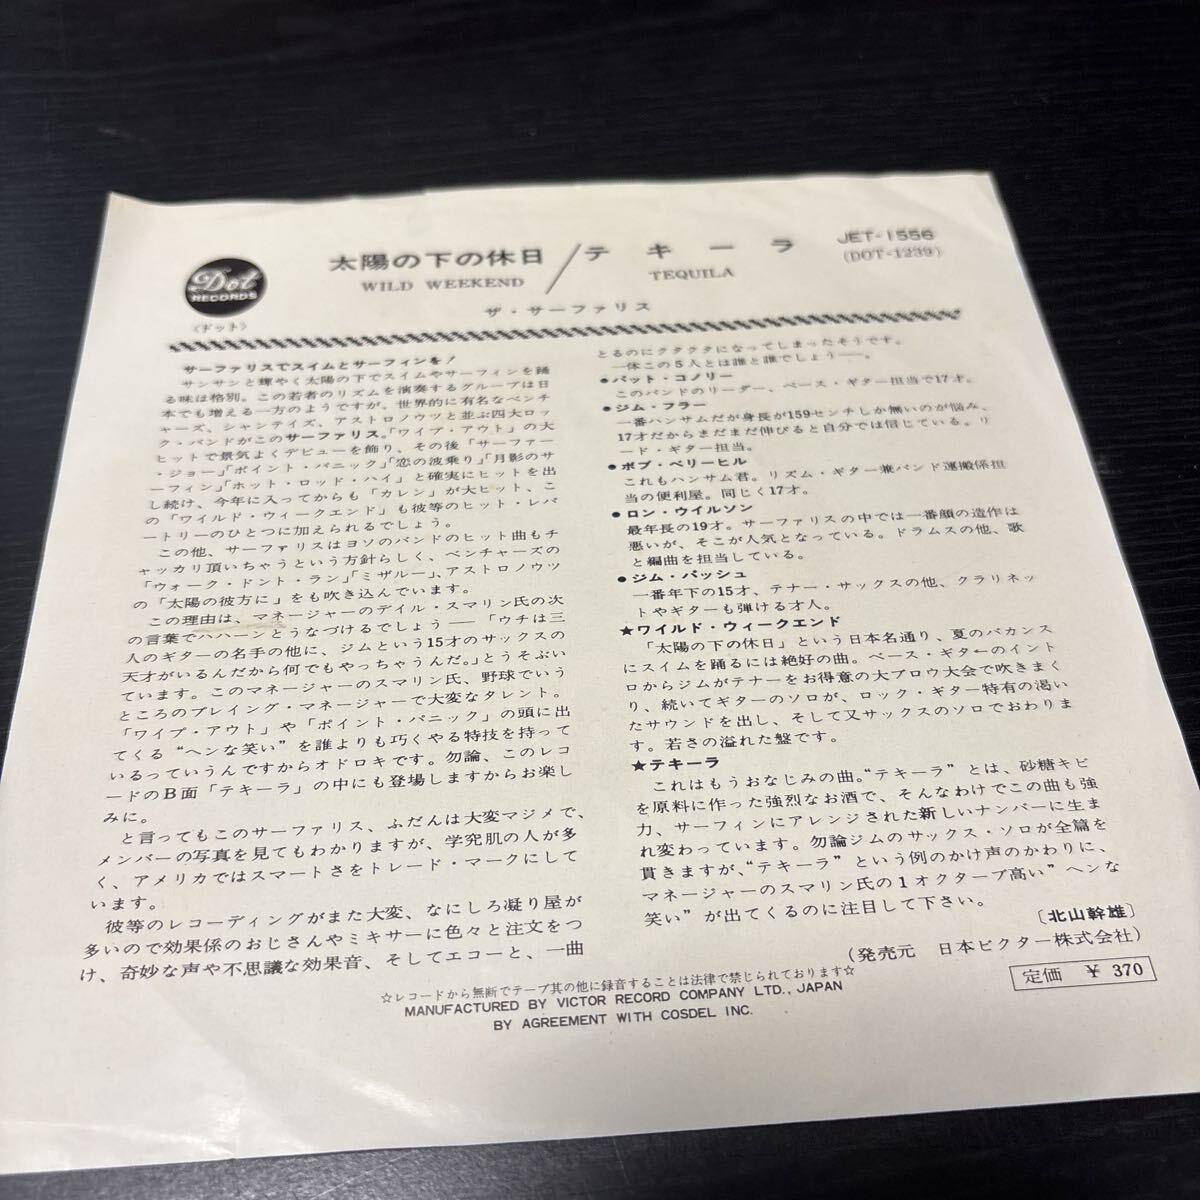 Dot
RECORDS
〈ドット〉
太陽の下の休日／テキーラ
WILD WEEKEND
TEQUILA
JET-1556
(DOT-1239)
ザ・サーファリス
サーファリスでスイムとサーフィンを！
サンサンと輝やく太陽の下でスイムやサーフィンを踊
る味は格別。この若者のリズムを演奏するグループは日
本でも増える一方のようですが、世界的に有名なベンチ
ャーズ、シャンティズ、アストロノウツと並ぶ四大ロッ
ク・バンドがこのサーファリス。「ワイプ・アウト」の大
ヒットで景気よくデビューを飾り、その後「サーファー
・ジョー」「ポイント・パニック」「恋の波乗り」「月影のサ
ーフィン」「ホット・ロッド・ハイ」と確実にヒットを出
し続け、今年に入ってからも「カレン」が大ヒット、こ
の「ワイルド・ウィークエンド」も彼等のヒット・レパ
ートリーのひとつに加えられるでしょう。
この他、サーファリスはヨソのバンドのヒット曲もチ
ャッカリ頂いちゃうという方針らしく、ベンチャーズの
「ウォーク・ドント・ラン」「ミザルー」、アストロノウツ
の「太陽の彼方に」をも吹き込んでいます。
この理由は、マネージャーのデイル・スマリン氏の次
の言葉でハハーンとうなづけるでしょう――「ウチは三
人のギターの名手の他に、ジムという15才のサックスの
天才がいるんだから何でもやっちゃうんだ。」とうそぶい
ています。このマネージャーのスマリン氏、野球でいう
ところのプレイング・マネージャーで大変なタレント。
「ワイプ・アウト」や「ポイント・パニック」の頭に出
てくる“ヘンな笑い”を誰よりも巧くやる特技を持って
いるっていうんですからオドロキです。勿論、このレコ
ードのB面「テキーラ」の中にも登場しますからお楽し
みに。
と言ってもこのサーファリス、ふだんは大変マジメで、
メンバーの写真を見てもわかりますが、学究肌の人が多
く、アメリカではスマートさをトレード・マークにして
います。
彼等のレコーディングがまた大変、なにしろ凝り屋が
多いので効果係のおじさんやミキサーに色々と注文をつ
け、奇妙な声や不思議な効果音、そしてエコーと、一曲
とるのにクタクタになってしまったそうです。
一体この5人とは誰と誰でしょう――。
●パット・コノリー
このバンドのリーダー、ベース・ギター担当で17才。
●ジム・フラー
一番ハンサムだが身長が159センチしか無いのが悩み、
17才だからまだまだ伸びると自分では信じている。リ
ード・ギター担当。
●ボブ・ベリーヒル
これもハンサム君。リズム・ギター兼バンド運搬係担
当の便利屋。同じく17才。
●ロン・ウイルソン
最年長の19才。サーファリスの中では一番顔の造作は
悪いが、そこが人気となっている。ドラムスの他、歌
と編曲を担当している。
●ジム・パッシュ
一番年下の15才、テナー・サックスの他、クラリネッ
トやギターも弾ける才人。
★ワイルド・ウィークエンド
「太陽の下の休日」という日本名通り、夏のバカンス
にスイムを踊るには絶好の曲。ベース・ギターのイント
ロからジムがテナーをお得意の大ブロウ大会で吹きまく
り、続いてギターのソロが、ロック・ギター特有の渇い
たサウンドを出し、そして又サックスのソロでおわりま
す。若さの溢れた盤です。
★テキーラ
これはもうおなじみの曲。“テキーラ”とは、砂糖キビ
を原料に作った強烈なお酒で、そんなわけでこの曲も強
力、サーフィンにアレンジされた新しいナンバーに生ま
れ変わっています。勿論ジムのサックス・ソロが全篇を
貫きますが、“テキーラ”という例のかけ声のかわりに、
マネージャーのスマリン氏の1オクターブ高い“ヘンな
笑い”が出てくるのに注目して下さい。
〔北山幹雄〕
(発売元　日本ビクター株式会社)
定価　￥ 370
☆レコードから無断でテープ其の他に録音することは法律で禁じられております☆
MANUFACTURED BY VICTOR RECORD COMPANY LTD., JAPAN
BY AGREEMENT WITH COSDEL INC.